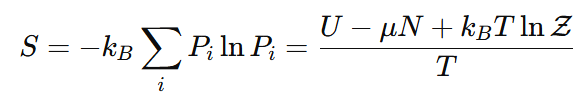 S = −k_B ∑_i P_i ln P_i = (U − μN + k_B T ln 𝒵) / T